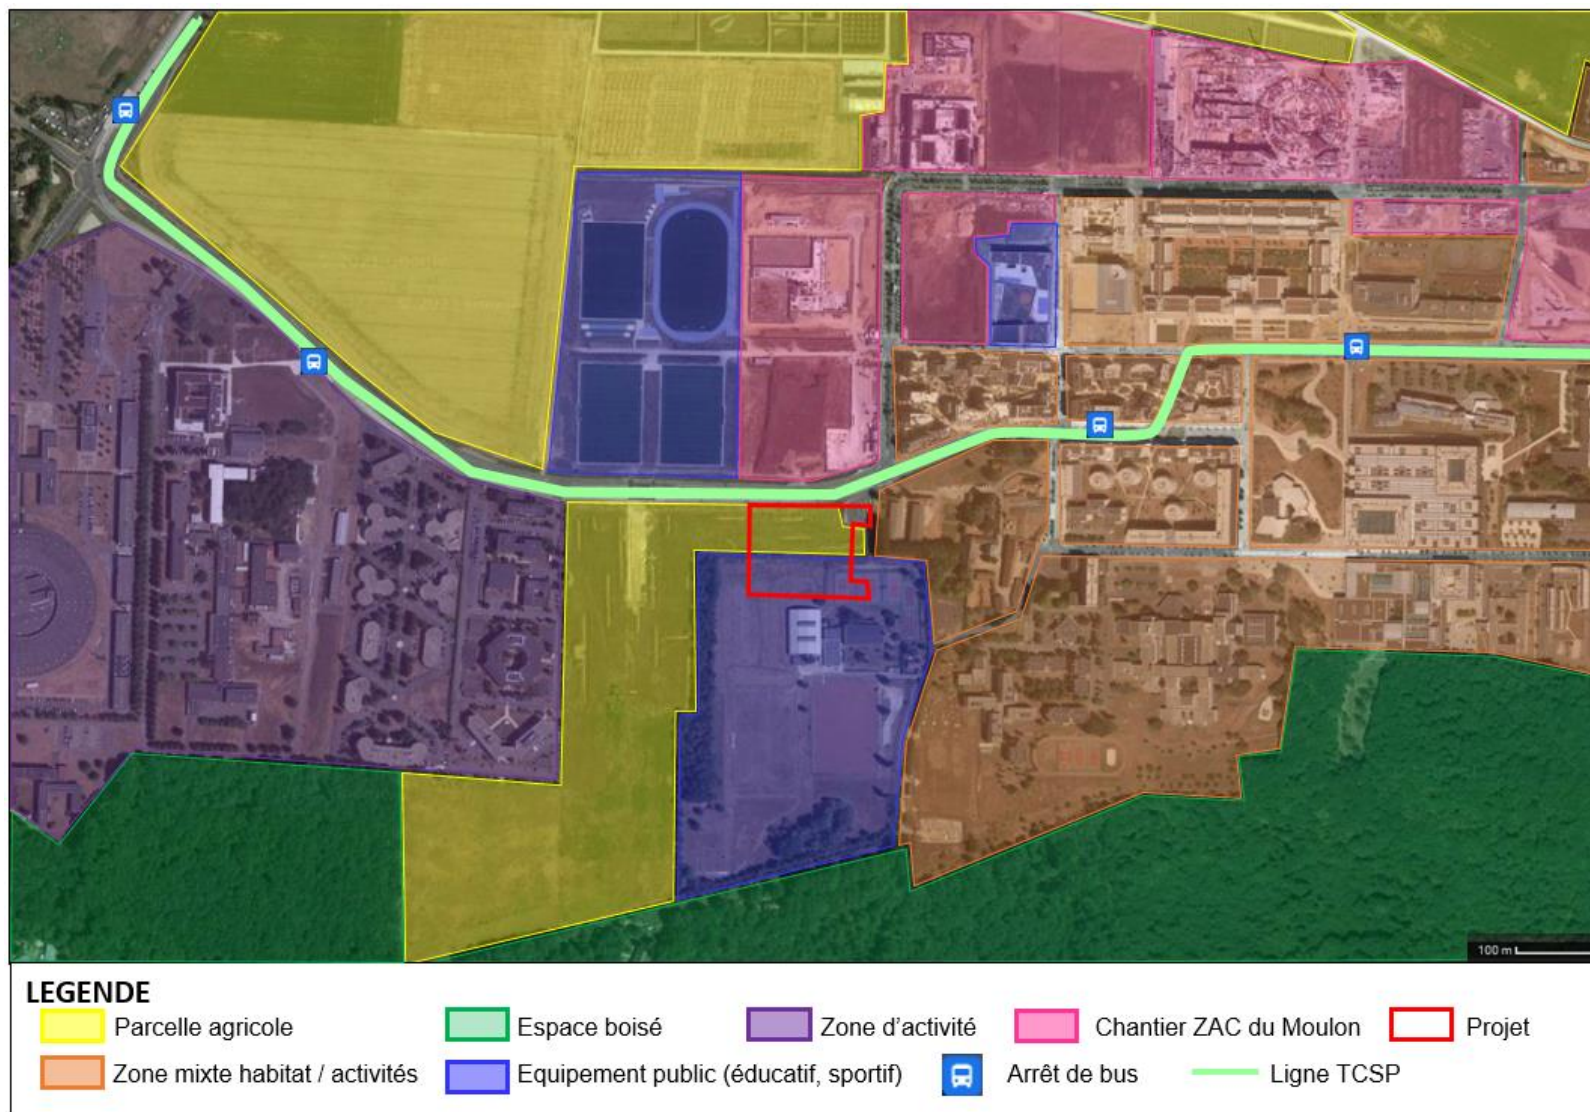 100 m
LEGENDE
Parcelle agricole
Espace boisé
Zone d'activité
Chantier ZAC du Moulon
Projet
Zone mixte habitat / activités
Equipement public (éducatif, sportif)
Arrêt de bus
Ligne TCSP